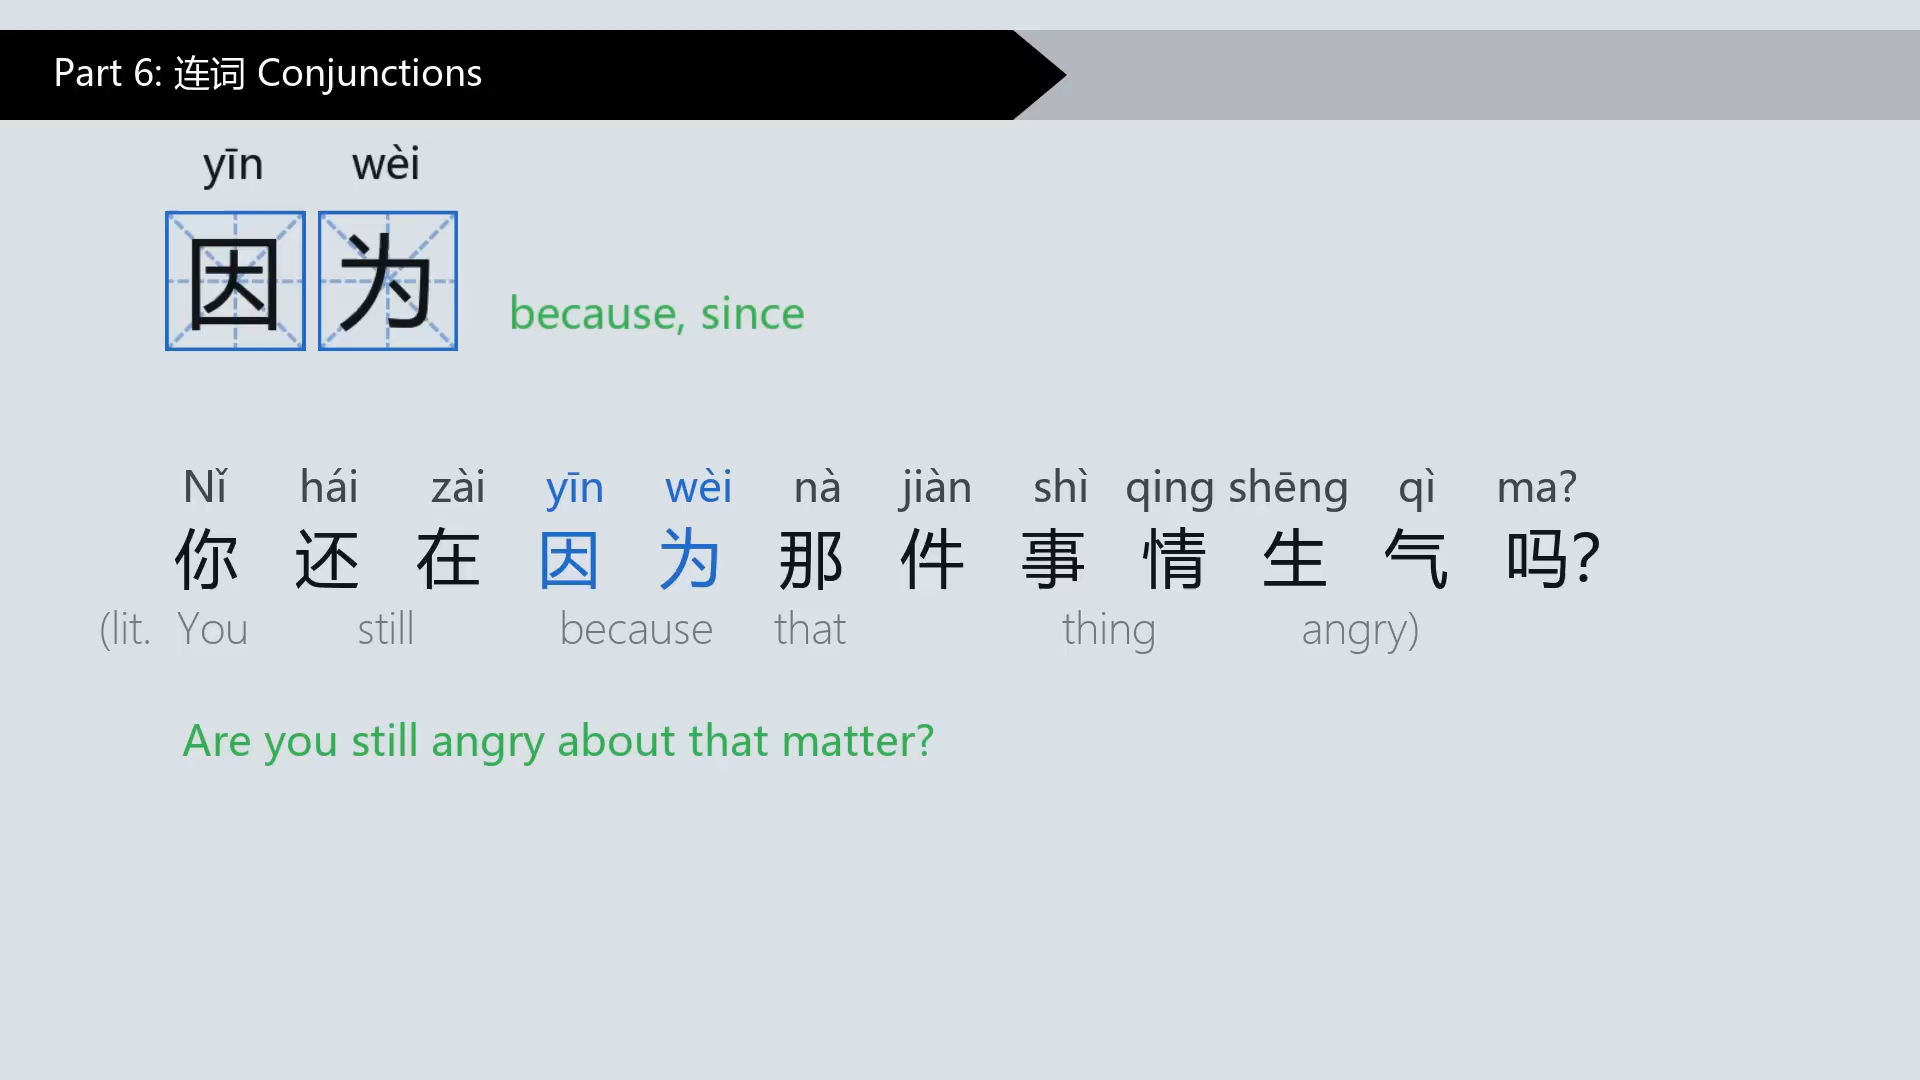 Part 6: 连词 Conjunctions
yīn wèi
因为
because, since
Nǐ hái zài yīn wèi nà jiàn shì qing shēng qì ma?
你还在因为那件事情生气吗?
(lit. You still because that thing angry)
Are you still angry about that matter?